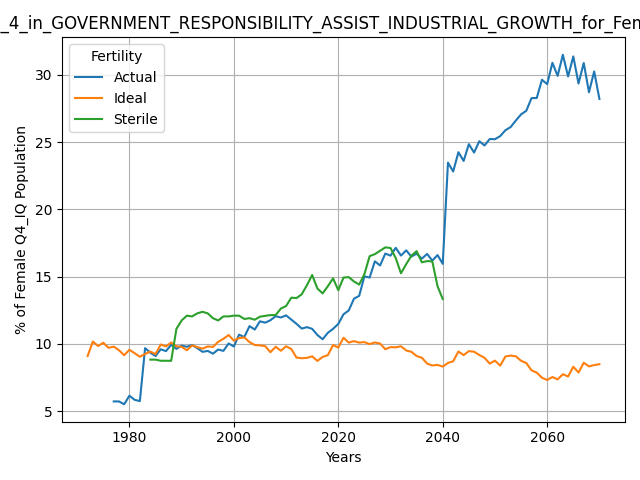 _4_in_GOVERNMENT_RESPONSIBILITY_ASSIST_INDUSTRIAL_GROWTH_for_Fem
Fertility
Actual
Ideal
Sterile
% of Female Q4_IQ Population
30
25
20
15
10
5
1980 2000 2020 2040 2060
Years